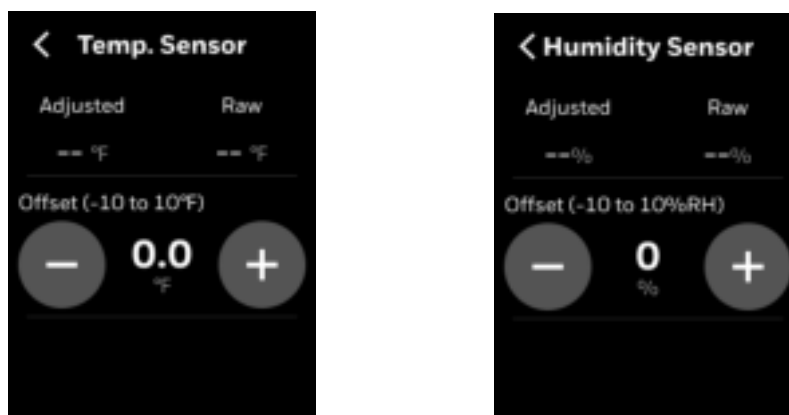 < Temp. Sensor
Adjusted Raw
-- °F -- °F
Offset (-10 to 10°F)
− 0.0 +
°F
< Humidity Sensor
Adjusted Raw
--% --%
Offset (-10 to 10%RH)
− 0 +
%